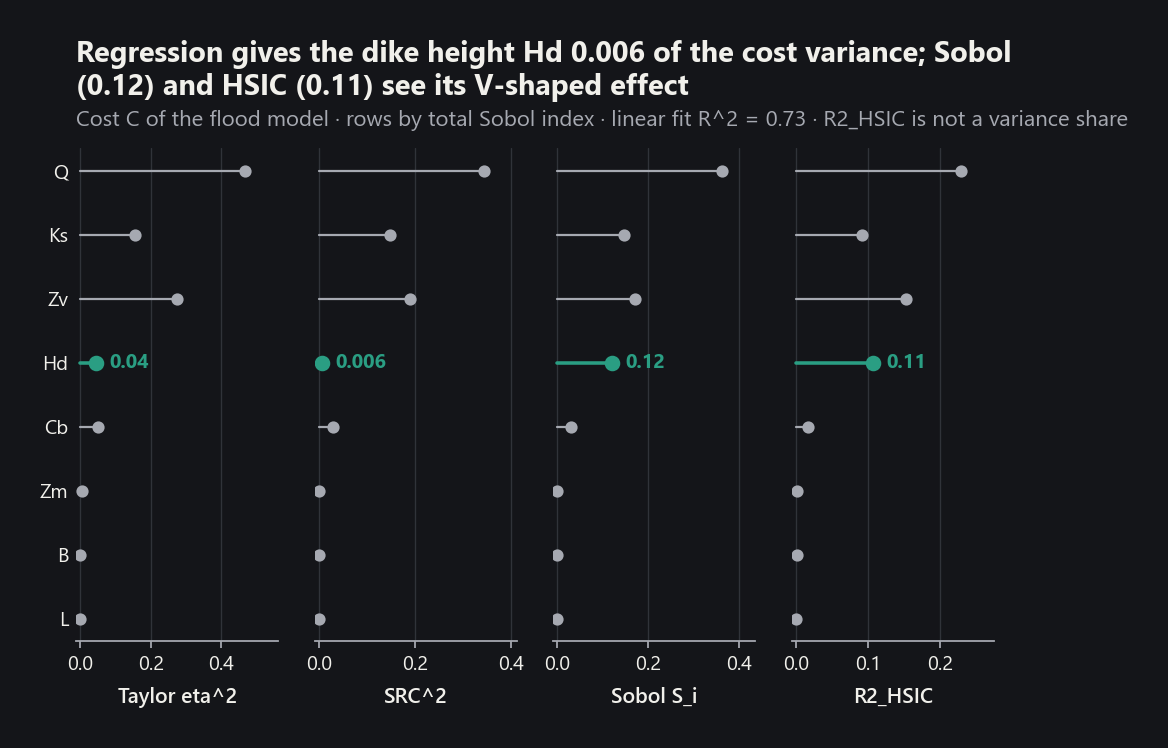 Regression gives the dike height Hd 0.006 of the cost variance; Sobol
(0.12) and HSIC (0.11) see its V-shaped effect
Cost C of the flood model · rows by total Sobol index · linear fit R^2 = 0.73 · R2_HSIC is not a variance share
Q
Ks
Zv
Hd 0.04 0.006 0.12 0.11
Cb
Zm
B
L
0.0 0.2 0.4 0.0 0.2 0.4 0.0 0.2 0.4 0.0 0.1 0.2
Taylor eta^2 SRC^2 Sobol S_i R2_HSIC